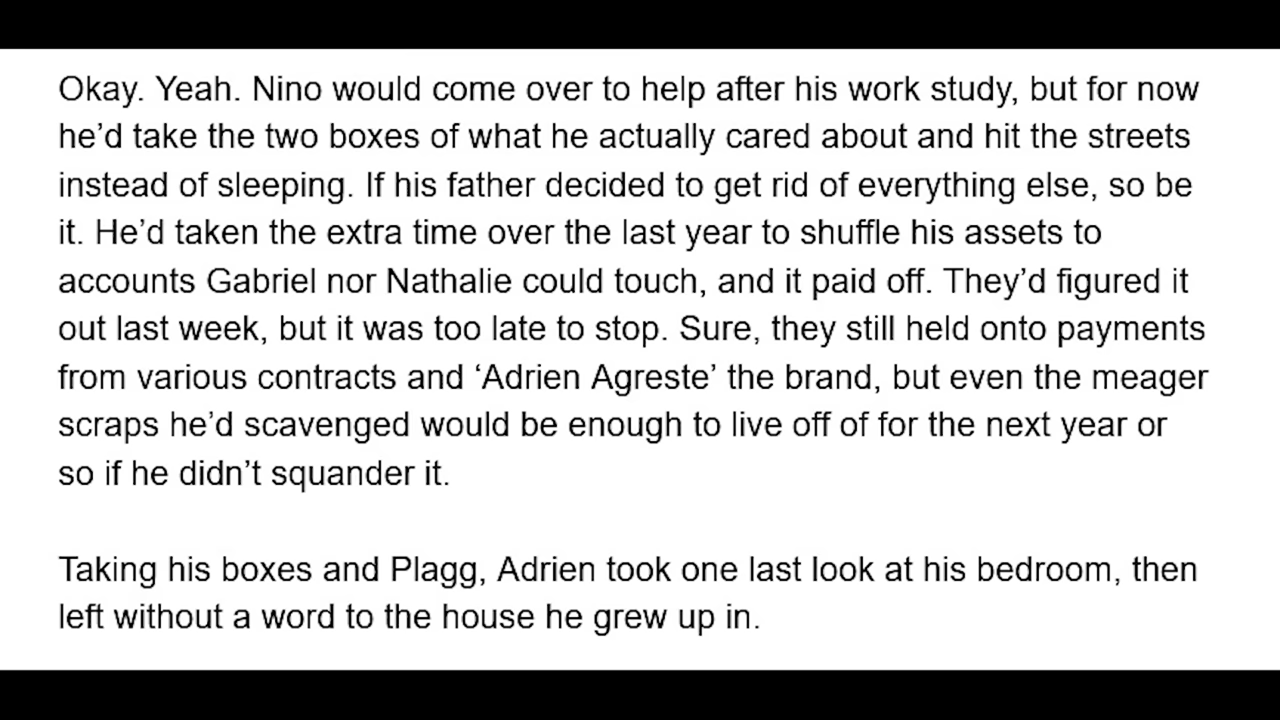 Okay. Yeah. Nino would come over to help after his work study, but for now
he’d take the two boxes of what he actually cared about and hit the streets
instead of sleeping. If his father decided to get rid of everything else, so be
it. He’d taken the extra time over the last year to shuffle his assets to
accounts Gabriel nor Nathalie could touch, and it paid off. They’d figured it
out last week, but it was too late to stop. Sure, they still held onto payments
from various contracts and ‘Adrien Agreste’ the brand, but even the meager
scraps he’d scavenged would be enough to live off of for the next year or
so if he didn’t squander it.
Taking his boxes and Plagg, Adrien took one last look at his bedroom, then
left without a word to the house he grew up in.